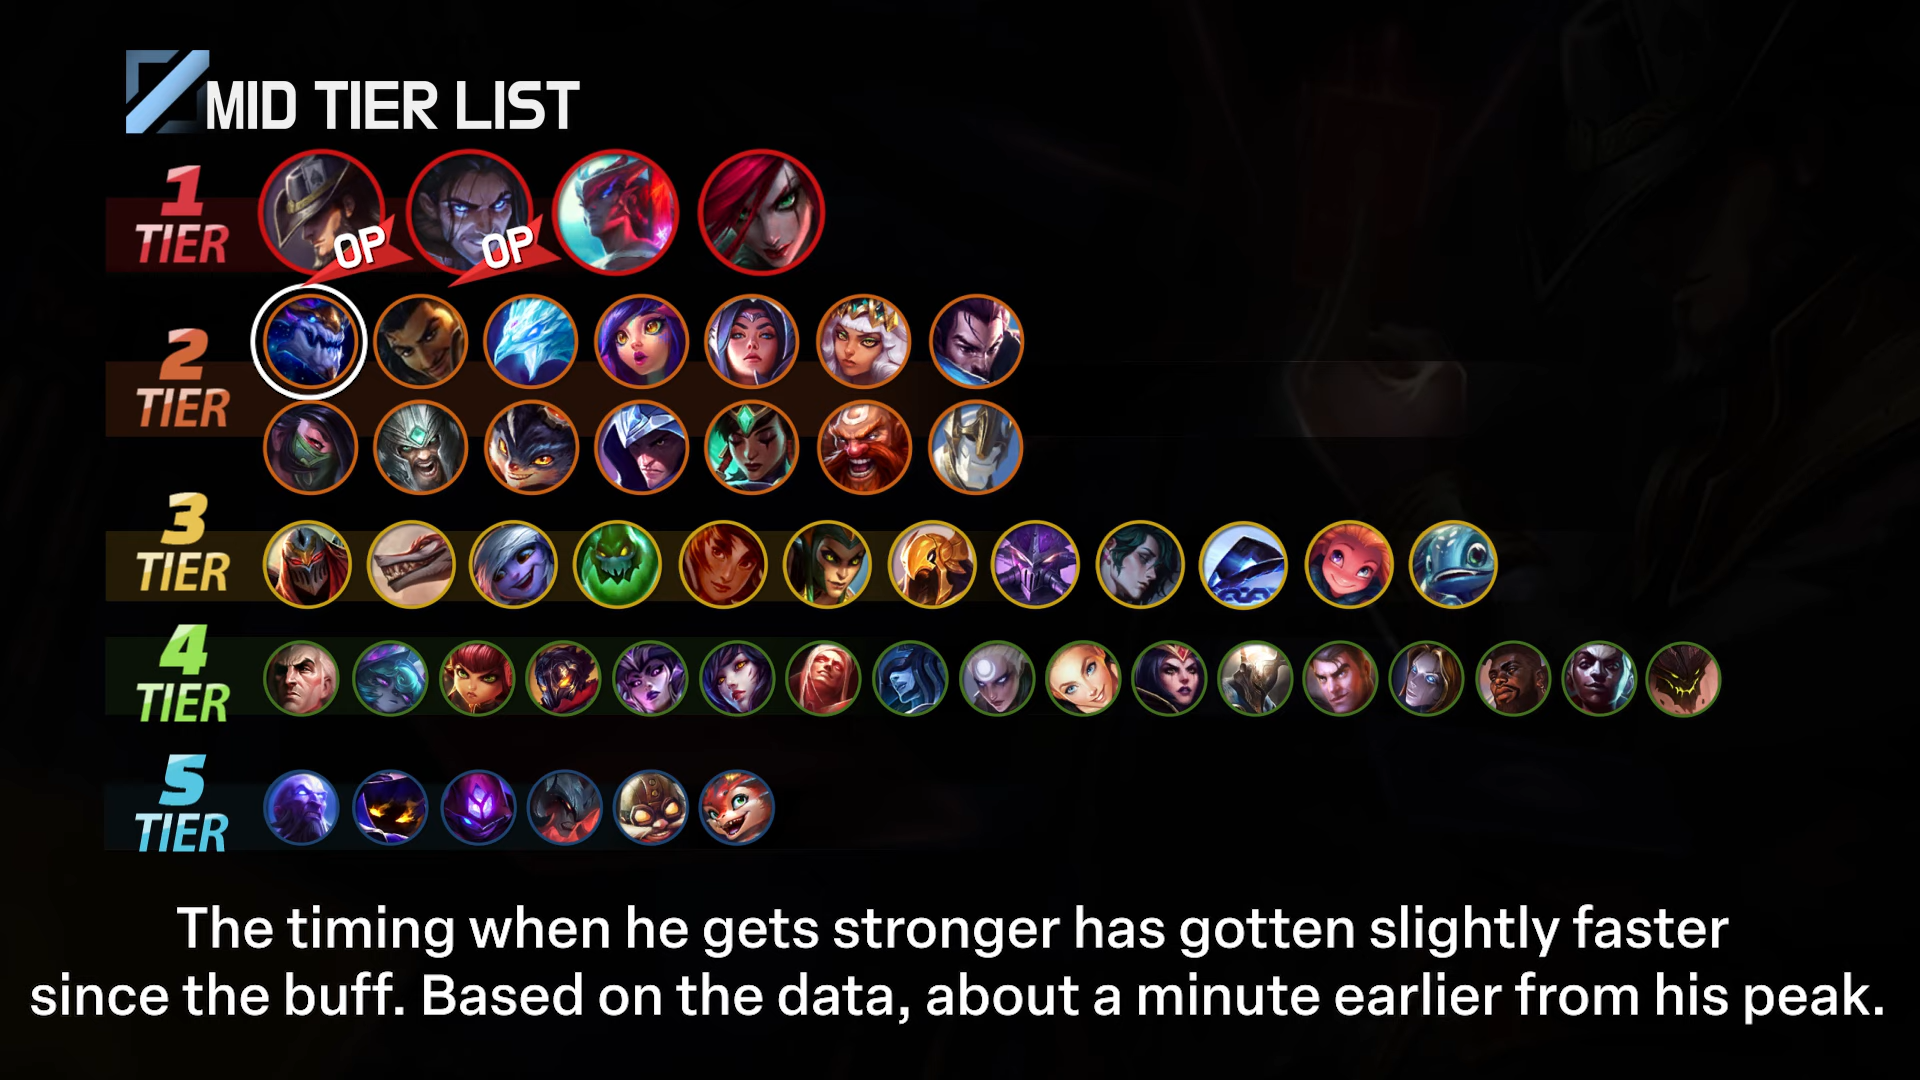 MID TIER LIST
1
TIER
OP
OP
2
TIER
3
TIER
4
TIER
5
TIER
The timing when he gets stronger has gotten slightly faster
since the buff. Based on the data, about a minute earlier from his peak.